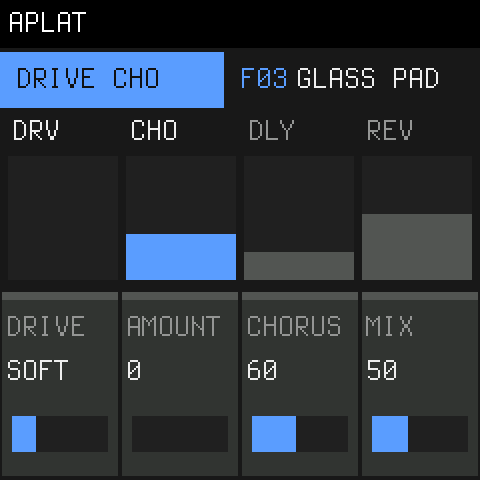 APLAT
DRIVE CHO F03 GLASS PAD
DRV CHO DLY REV
DRIVE AMOUNT CHORUS MIX
SOFT 0 60 50